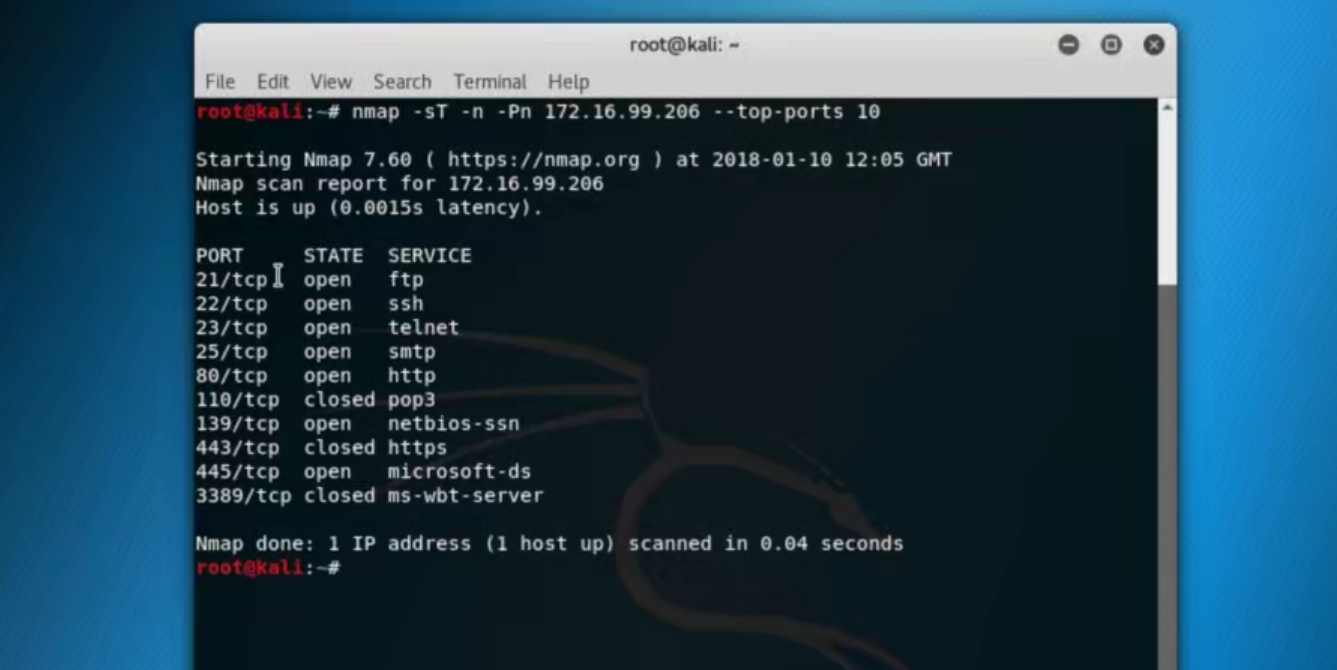 root@kali: ~
File Edit View Search Terminal Help
root@kali:~# nmap -sT -n -Pn 172.16.99.206 --top-ports 10
Starting Nmap 7.60 ( https://nmap.org ) at 2018-01-10 12:05 GMT
Nmap scan report for 172.16.99.206
Host is up (0.0015s latency).
PORT     STATE  SERVICE
21/tcp   open   ftp
22/tcp   open   ssh
23/tcp   open   telnet
25/tcp   open   smtp
80/tcp   open   http
110/tcp  closed pop3
139/tcp  open   netbios-ssn
443/tcp  closed https
445/tcp  open   microsoft-ds
3389/tcp closed ms-wbt-server
Nmap done: 1 IP address (1 host up) scanned in 0.04 seconds
root@kali:~#